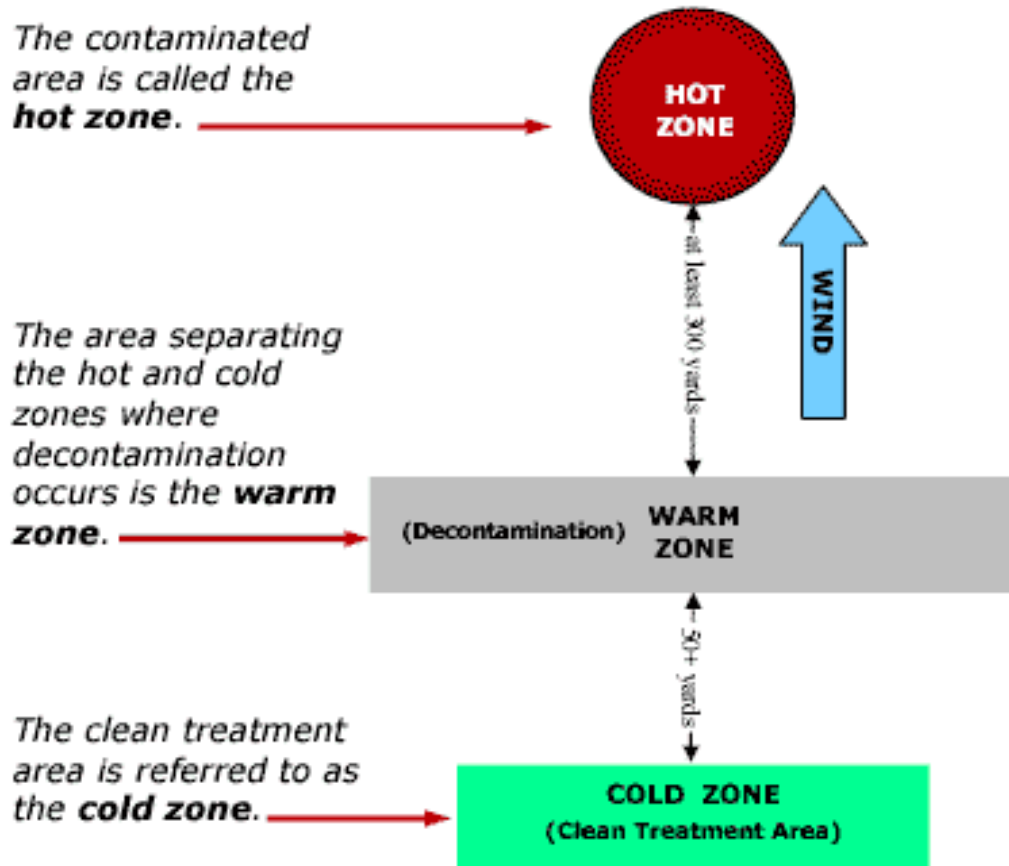 The contaminated
area is called the
hot zone.
HOT
ZONE
at least 300 yards
WIND
The area separating
the hot and cold
zones where
decontamination
occurs is the warm
zone.
(Decontamination)
WARM
ZONE
50+ yards
The clean treatment
area is referred to as
the cold zone.
COLD ZONE
(Clean Treatment Area)